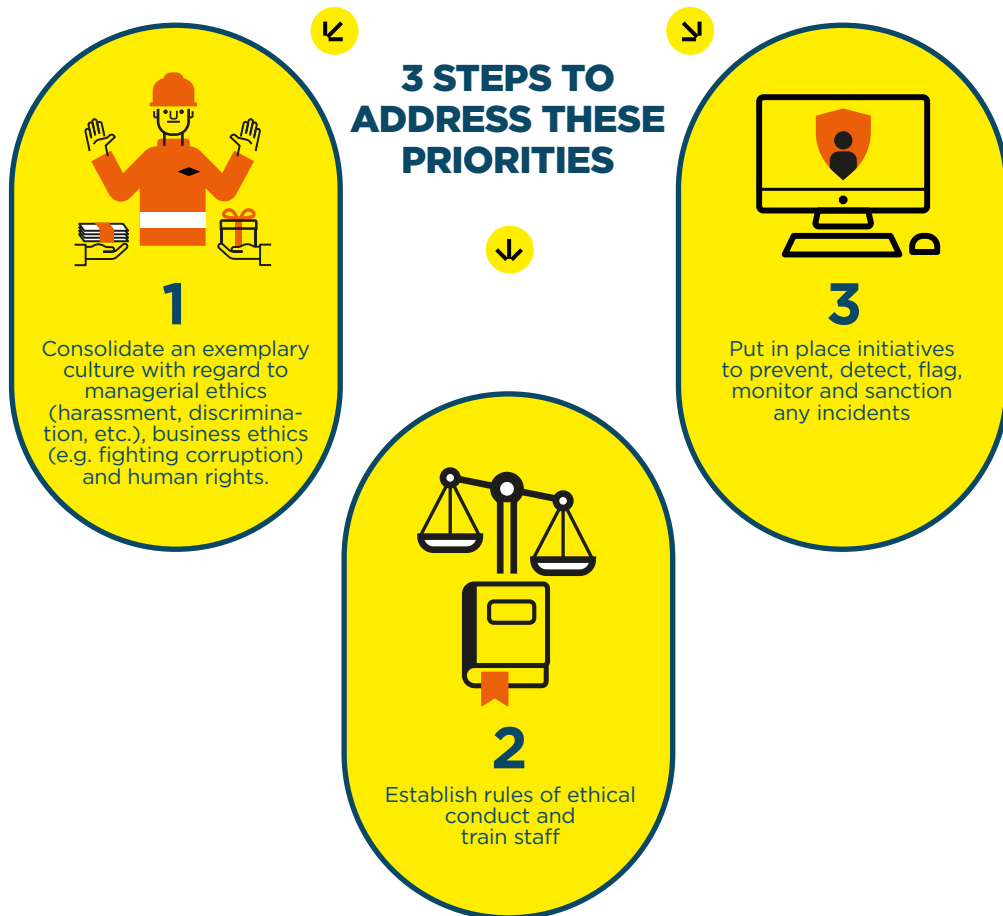 3 STEPS TO
ADDRESS THESE
PRIORITIES
1
Consolidate an exemplary
culture with regard to
managerial ethics
(harassment, discrimina-
tion, etc.), business ethics
(e.g. fighting corruption)
and human rights.
2
Establish rules of ethical
conduct and
train staff
3
Put in place initiatives
to prevent, detect, flag,
monitor and sanction
any incidents